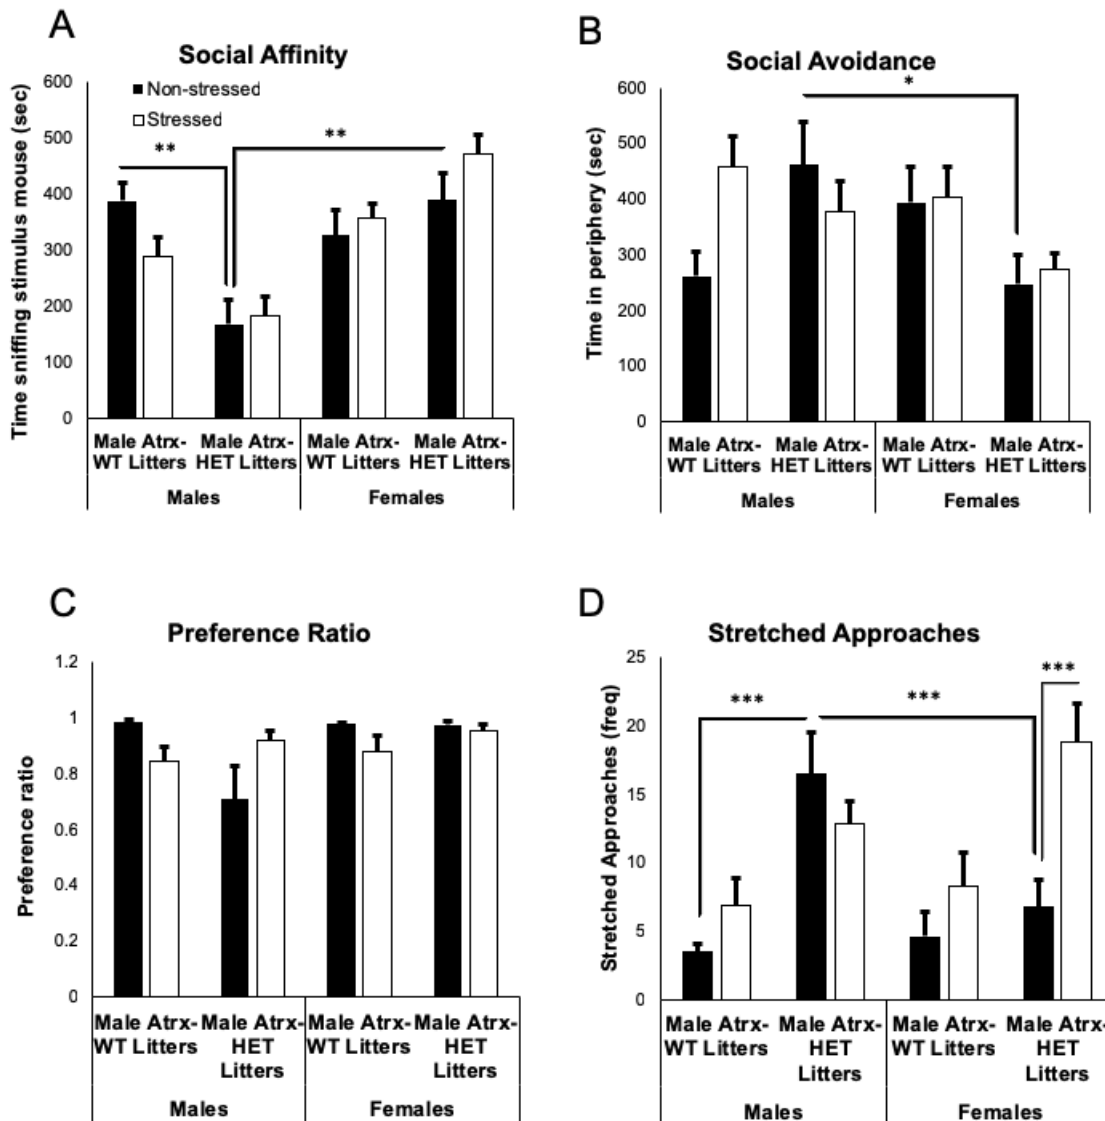 A
Social Affinity
Time sniffing stimulus mouse (sec)
600
500
400
300
200
100
0
Non-stressed
Stressed
**
**
Male Atrx- Male Atrx- Male Atrx- Male Atrx-
WT Litters HET Litters WT Litters HET Litters
Males Females
B
Social Avoidance
Time in periphery (sec)
600
500
400
300
200
100
0
*
Male Atrx- Male Atrx- Male Atrx- Male Atrx-
WT Litters HET Litters WT Litters HET Litters
Males Females
C
Preference Ratio
Preference ratio
1.2
1
0.8
0.6
0.4
0.2
0
Male Atrx- Male Atrx- Male Atrx- Male Atrx-
WT Litters HET WT Litters HET
Litters Litters
Males Females
D
Stretched Approaches
Stretched Approaches (freq)
25
20
15
10
5
0
***
***
***
Male Atrx- Male Atrx- Male Atrx- Male Atrx-
WT Litters HET WT Litters HET
Litters Litters
Males Females